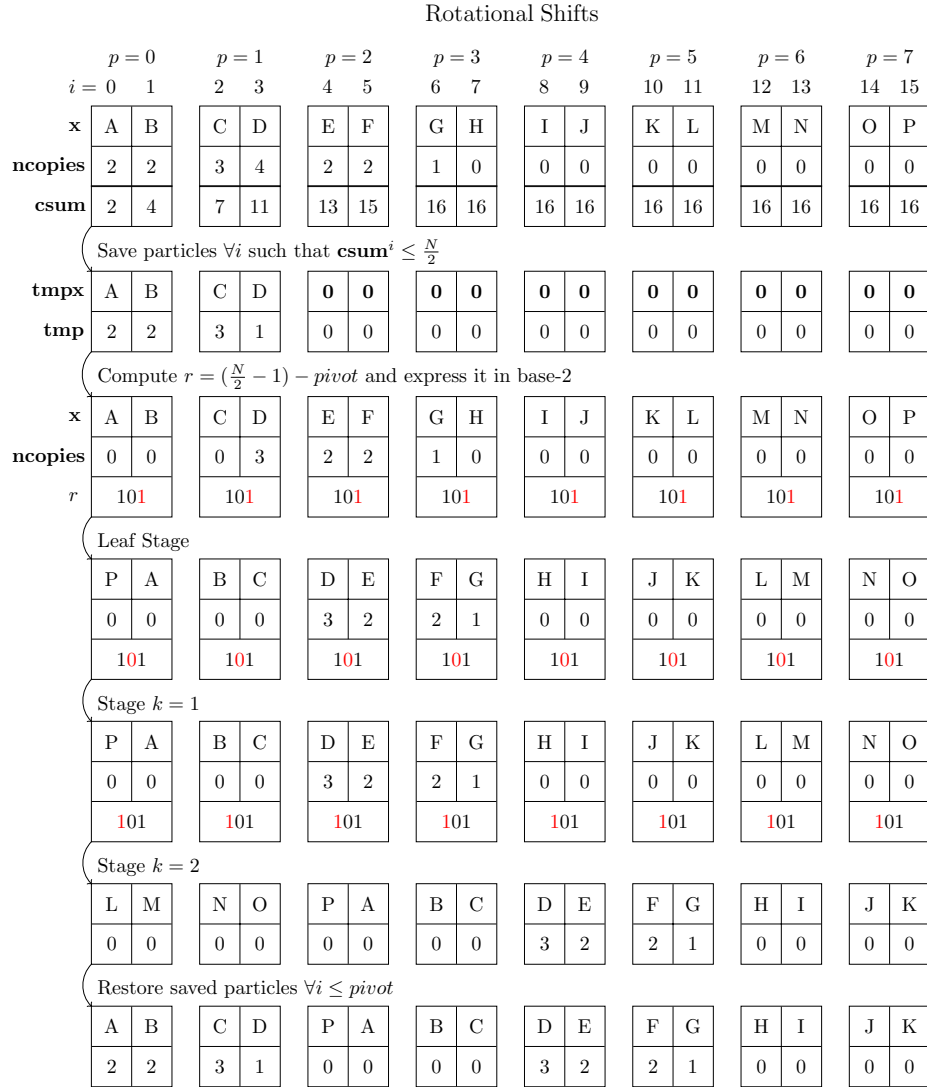 Rotational Shifts
p = 0 p = 1 p = 2 p = 3 p = 4 p = 5 p = 6 p = 7
i = 0 1 2 3 4 5 6 7 8 9 10 11 12 13 14 15
x A B C D E F G H I J K L M N O P
ncopies 2 2 3 4 2 2 1 0 0 0 0 0 0 0 0 0
csum 2 4 7 11 13 15 16 16 16 16 16 16 16 16 16 16
Save particles ∀i such that csumⁱ ≤ N/2
tmpx A B C D 0 0 0 0 0 0 0 0 0 0 0 0
tmp 2 2 3 1 0 0 0 0 0 0 0 0 0 0 0 0
Compute r = (N/2 − 1) − pivot and express it in base-2
x A B C D E F G H I J K L M N O P
ncopies 0 0 0 3 2 2 1 0 0 0 0 0 0 0 0 0
r 101 101 101 101 101 101 101 101
Leaf Stage
P A B C D E F G H I J K L M N O
0 0 0 0 3 2 2 1 0 0 0 0 0 0 0 0
101 101 101 101 101 101 101 101
Stage k = 1
P A B C D E F G H I J K L M N O
0 0 0 0 3 2 2 1 0 0 0 0 0 0 0 0
101 101 101 101 101 101 101 101
Stage k = 2
L M N O P A B C D E F G H I J K
0 0 0 0 0 0 0 0 3 2 2 1 0 0 0 0
Restore saved particles ∀i ≤ pivot
A B C D P A B C D E F G H I J K
2 2 3 1 0 0 0 0 3 2 2 1 0 0 0 0